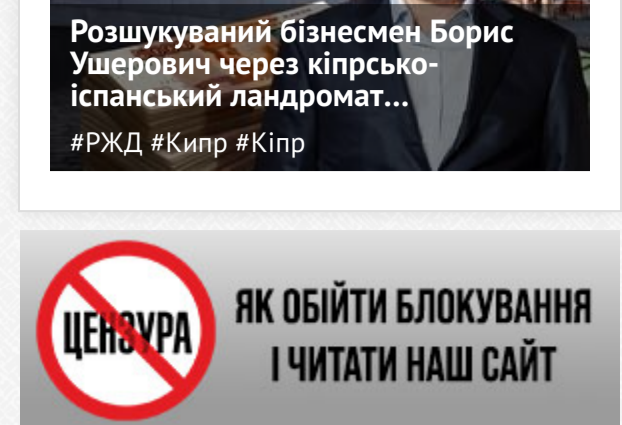 Розшукуваний бізнесмен Борис
Ушерович через кіпрсько-
іспанський ландромат...
#РЖД #Кипр #Кіпр
ЦЕНЗУРА
ЯК ОБІЙТИ БЛОКУВАННЯ
І ЧИТАТИ НАШ САЙТ